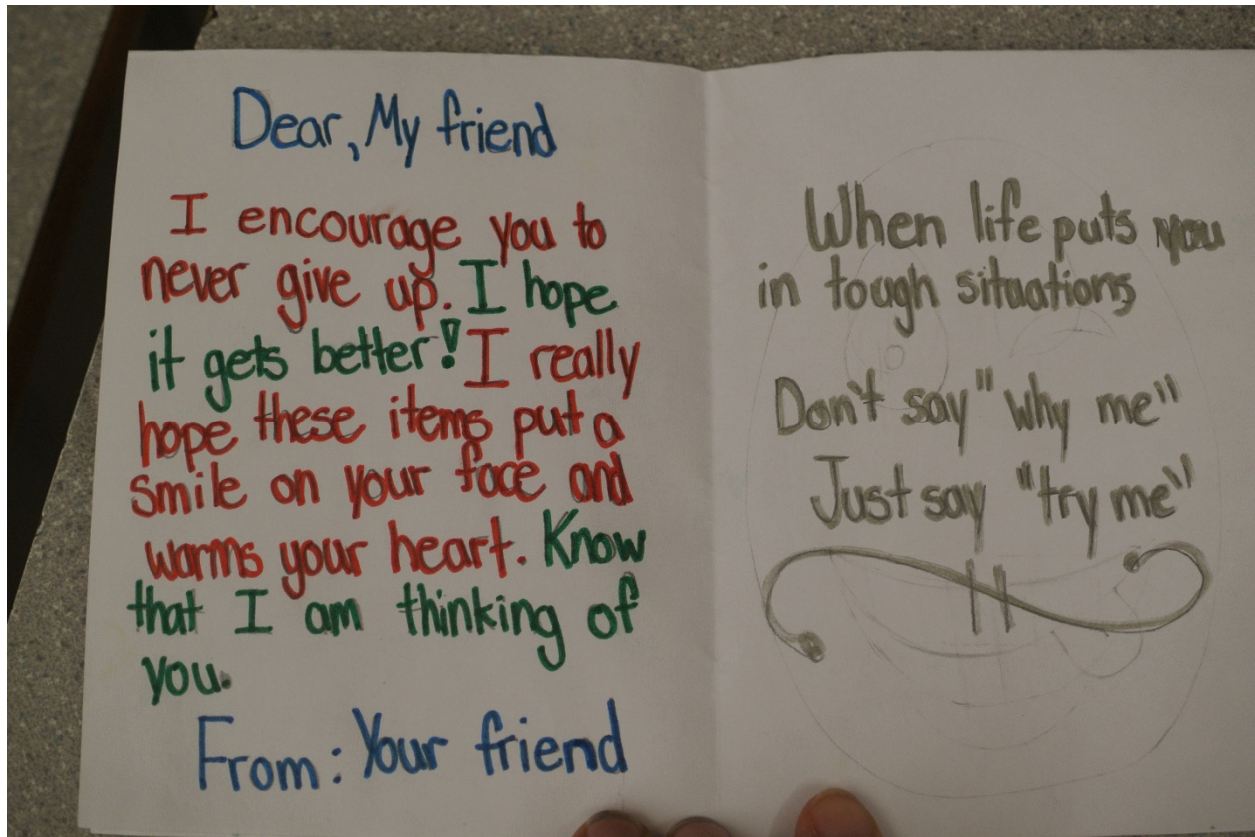 Dear, My friend
I encourage you to
never give up. I hope
it gets better! I really
hope these items put a
smile on your face and
warms your heart. Know
that I am thinking of
you.
From: Your friend
When life puts you
in tough situations
Don't say "why me"
Just say "try me"